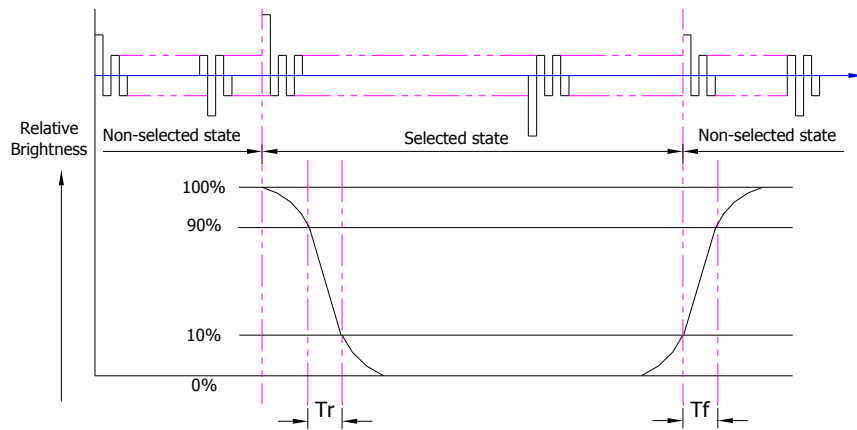 Relative
Brightness
Non-selected state
Selected state
Non-selected state
100%
90%
10%
0%
Tr
Tf